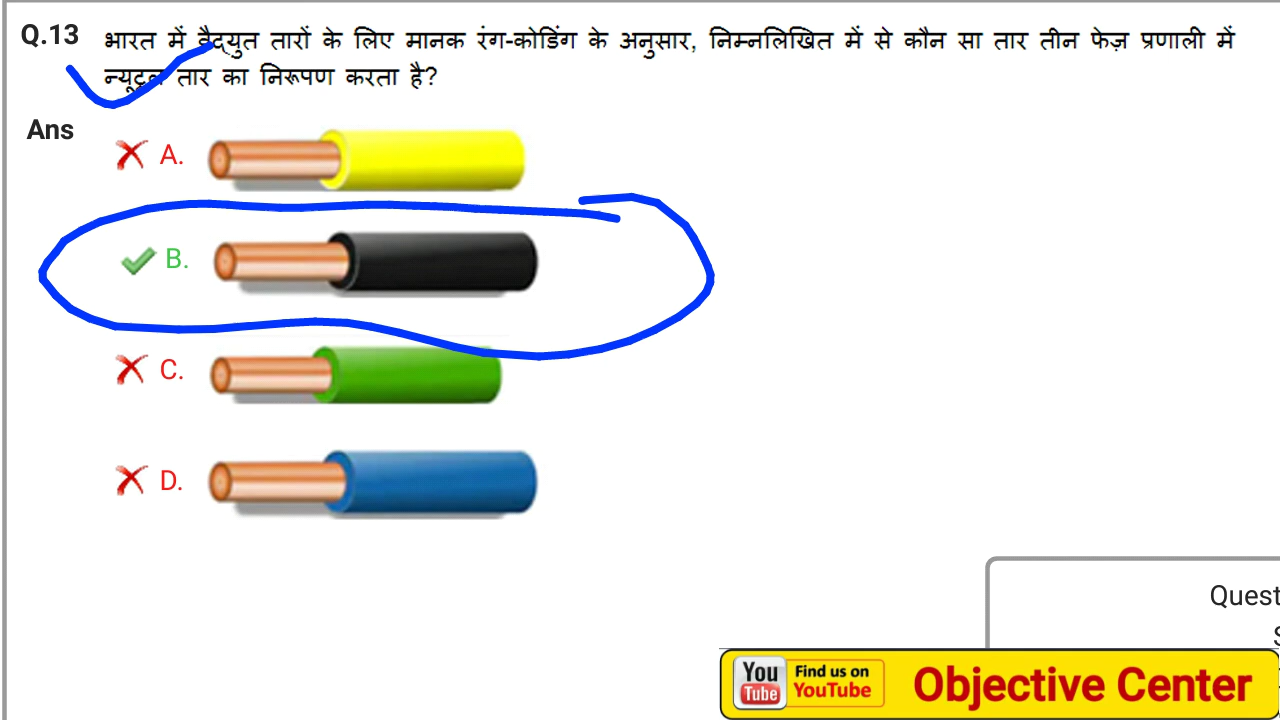 Q.13 भारत में वैद्युत तारों के लिए मानक रंग-कोडिंग के अनुसार, निम्नलिखित में से कौन सा तार तीन फेज़ प्रणाली में
न्यूट्रल तार का निरूपण करता है?
Ans
A.
B.
C.
D.
Quest
S
You Tube Find us on YouTube Objective Center